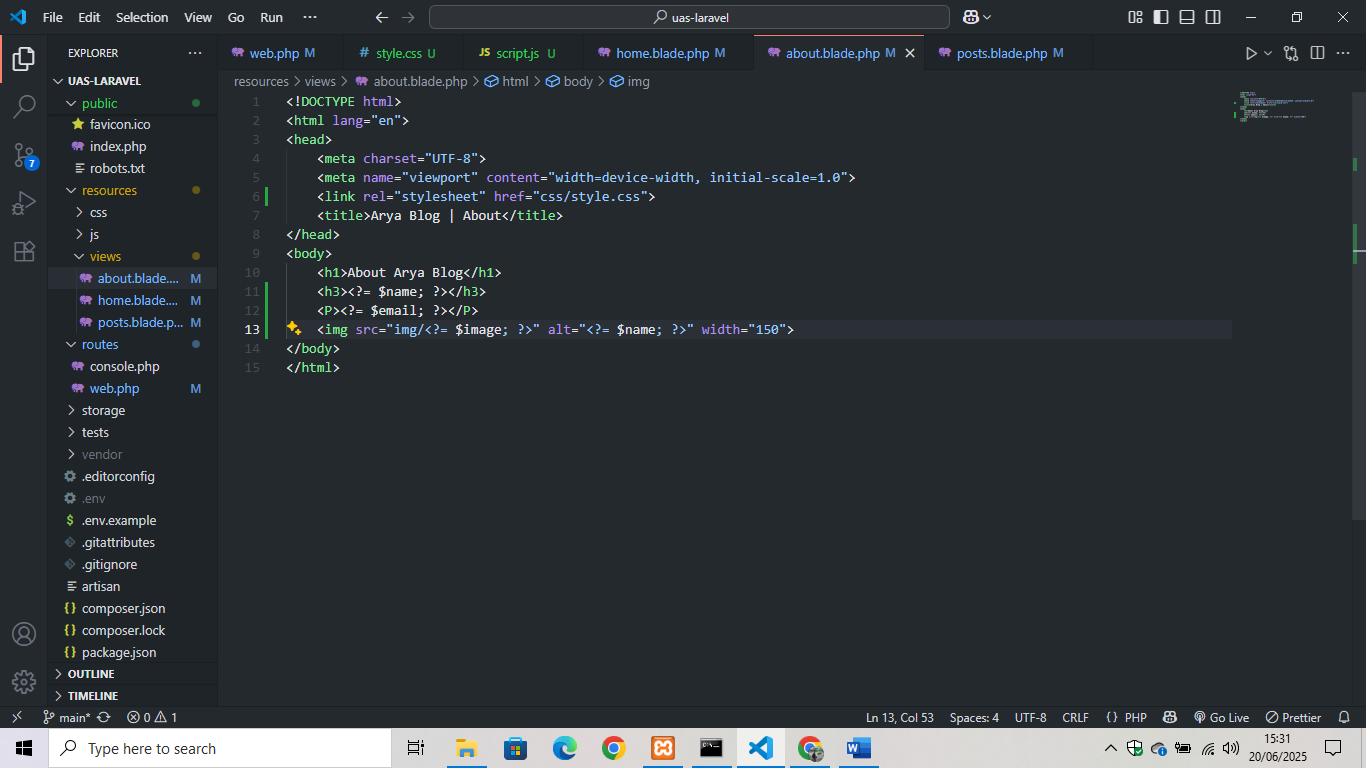 File Edit Selection View Go Run ··· uas-laravel
EXPLORER ···
UAS-LARAVEL
public
favicon.ico
index.php
robots.txt
resources
css
js
views
about.blade.... M
home.blade.... M
posts.blade.p... M
routes
console.php
web.php M
storage
tests
vendor
.editorconfig
.env
.env.example
.gitattributes
.gitignore
artisan
composer.json
composer.lock
package.json
OUTLINE
TIMELINE
7
web.php M # style.css U JS script.js U home.blade.php M about.blade.php M posts.blade.php M
resources > views > about.blade.php > html > body > img
1 <!DOCTYPE html>
2 <html lang="en">
3 <head>
4 <meta charset="UTF-8">
5 <meta name="viewport" content="width=device-width, initial-scale=1.0">
6 <link rel="stylesheet" href="css/style.css">
7 <title>Arya Blog | About</title>
8 </head>
9 <body>
10 <h1>About Arya Blog</h1>
11 <h3><?= $name; ?></h3>
12 <P><?= $email; ?></P>
13 <img src="img/<?= $image; ?>" alt="<?= $name; ?>" width="150">
14 </body>
15 </html>
main* 0 1 Ln 13, Col 53 Spaces: 4 UTF-8 CRLF {} PHP Go Live Prettier
Type here to search 15:31
20/06/2025